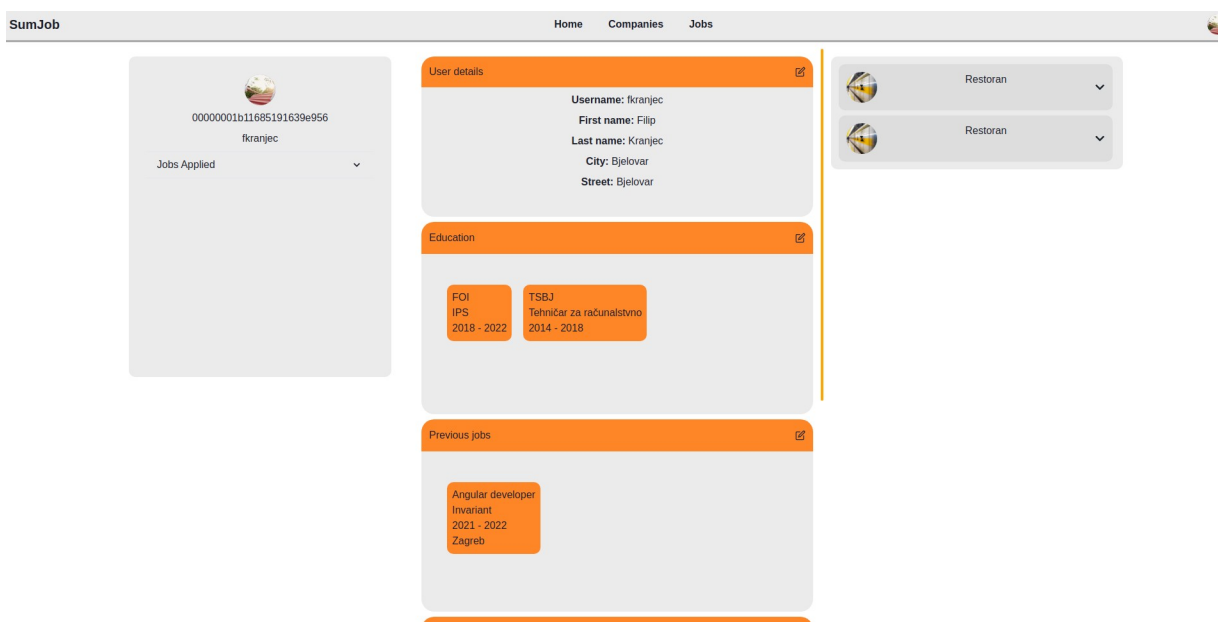 SumJob
Home Companies Jobs
00000001b11685191639e956
fkranjec
Jobs Applied
User details
Username: fkranjec
First name: Filip
Last name: Kranjec
City: Bjelovar
Street: Bjelovar
Education
FOI
IPS
2018 - 2022
TSBJ
Tehničar za računalstvno
2014 - 2018
Previous jobs
Angular developer
Invariant
2021 - 2022
Zagreb
Restoran
Restoran